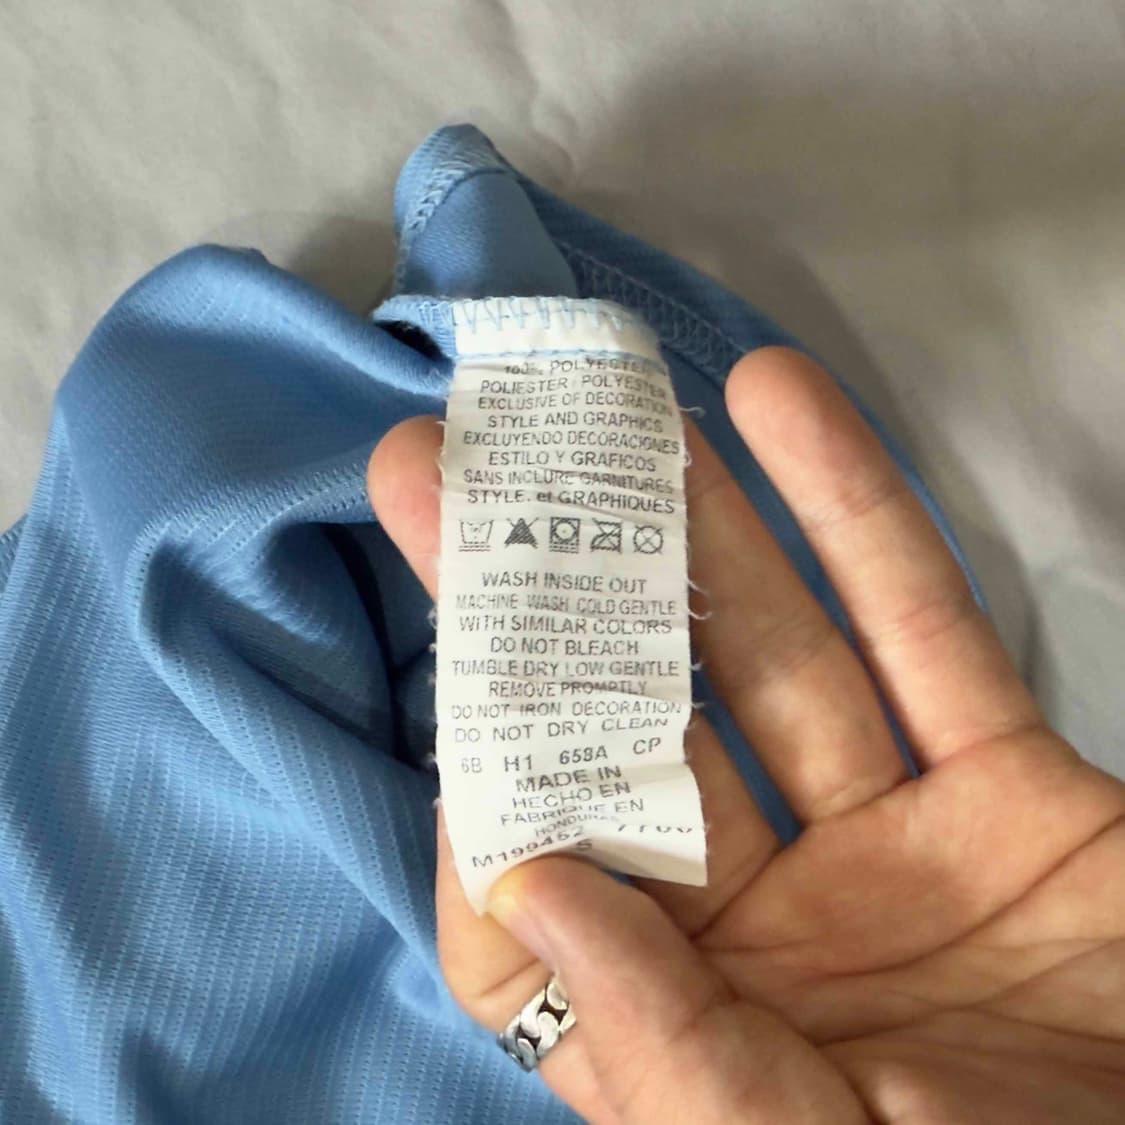 100% POLYESTER
POLIESTER / POLYESTER
EXCLUSIVE OF DECORATION
STYLE AND GRAPHICS
EXCLUYENDO DECORACIONES
ESTILO Y GRAFICOS
SANS INCLURE GARNITURES
STYLE. et GRAPHIQUES
WASH INSIDE OUT
MACHINE WASH COLD GENTLE
WITH SIMILAR COLORS
DO NOT BLEACH
TUMBLE DRY LOW GENTLE
REMOVE PROMPTLY
DO NOT IRON DECORATION
DO NOT DRY CLEAN
6B H1 658A CP
MADE IN
HECHO EN
FABRIQUE EN
HONDURAS
M199452
S